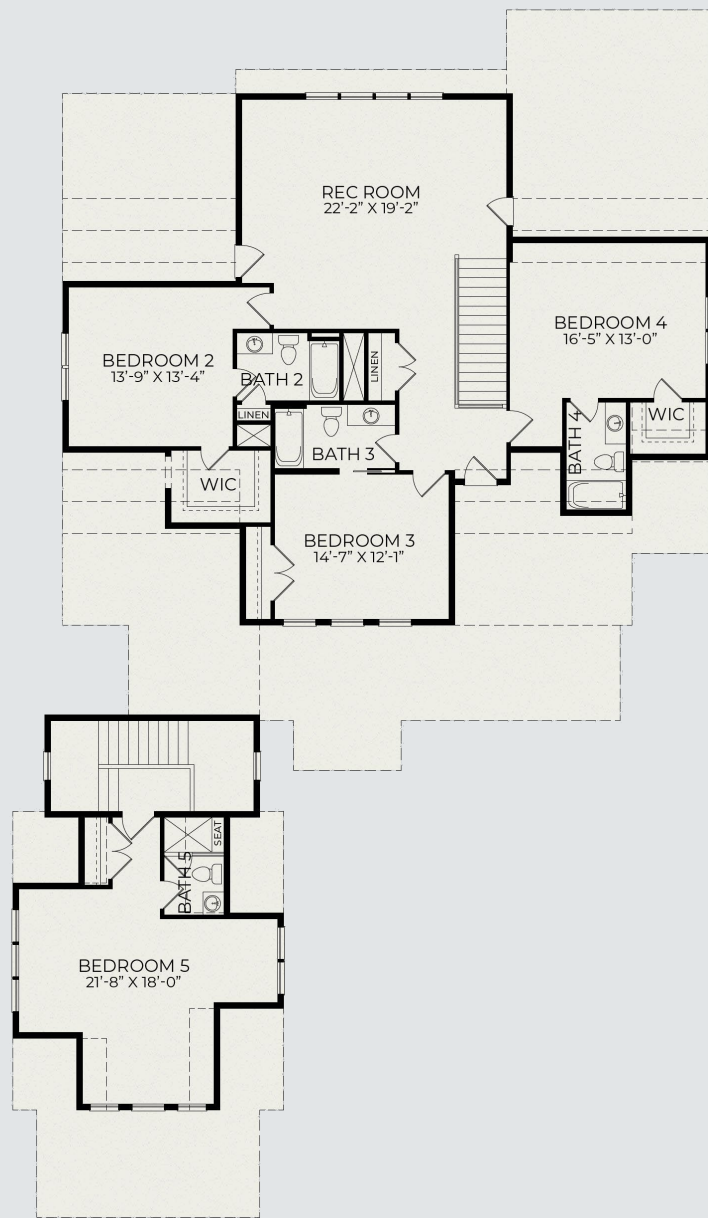 REC ROOM
22’-2” X 19’-2”
BEDROOM 4
16’-5” X 13’-0”
BEDROOM 2
13’-9” X 13’-4”
BATH 2
LINEN
LINEN
WIC
BATH 4
BATH 3
WIC
BEDROOM 3
14’-7” X 12’-1”
SEAT
BATH 5
BEDROOM 5
21’-8” X 18’-0”